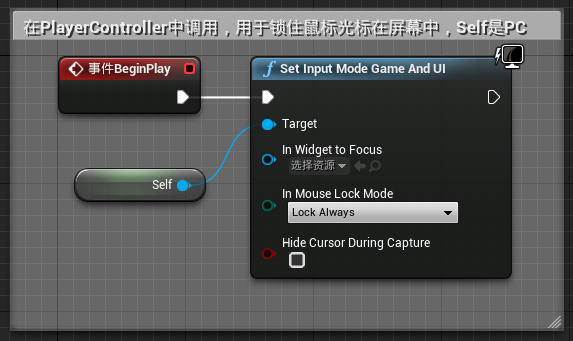 在PlayerController中调用，用于锁住鼠标光标在屏幕中，Self是PC
事件BeginPlay
Set Input Mode Game And UI
Target
In Widget to Focus
选择资源
Self
In Mouse Lock Mode
Lock Always
Hide Cursor During Capture